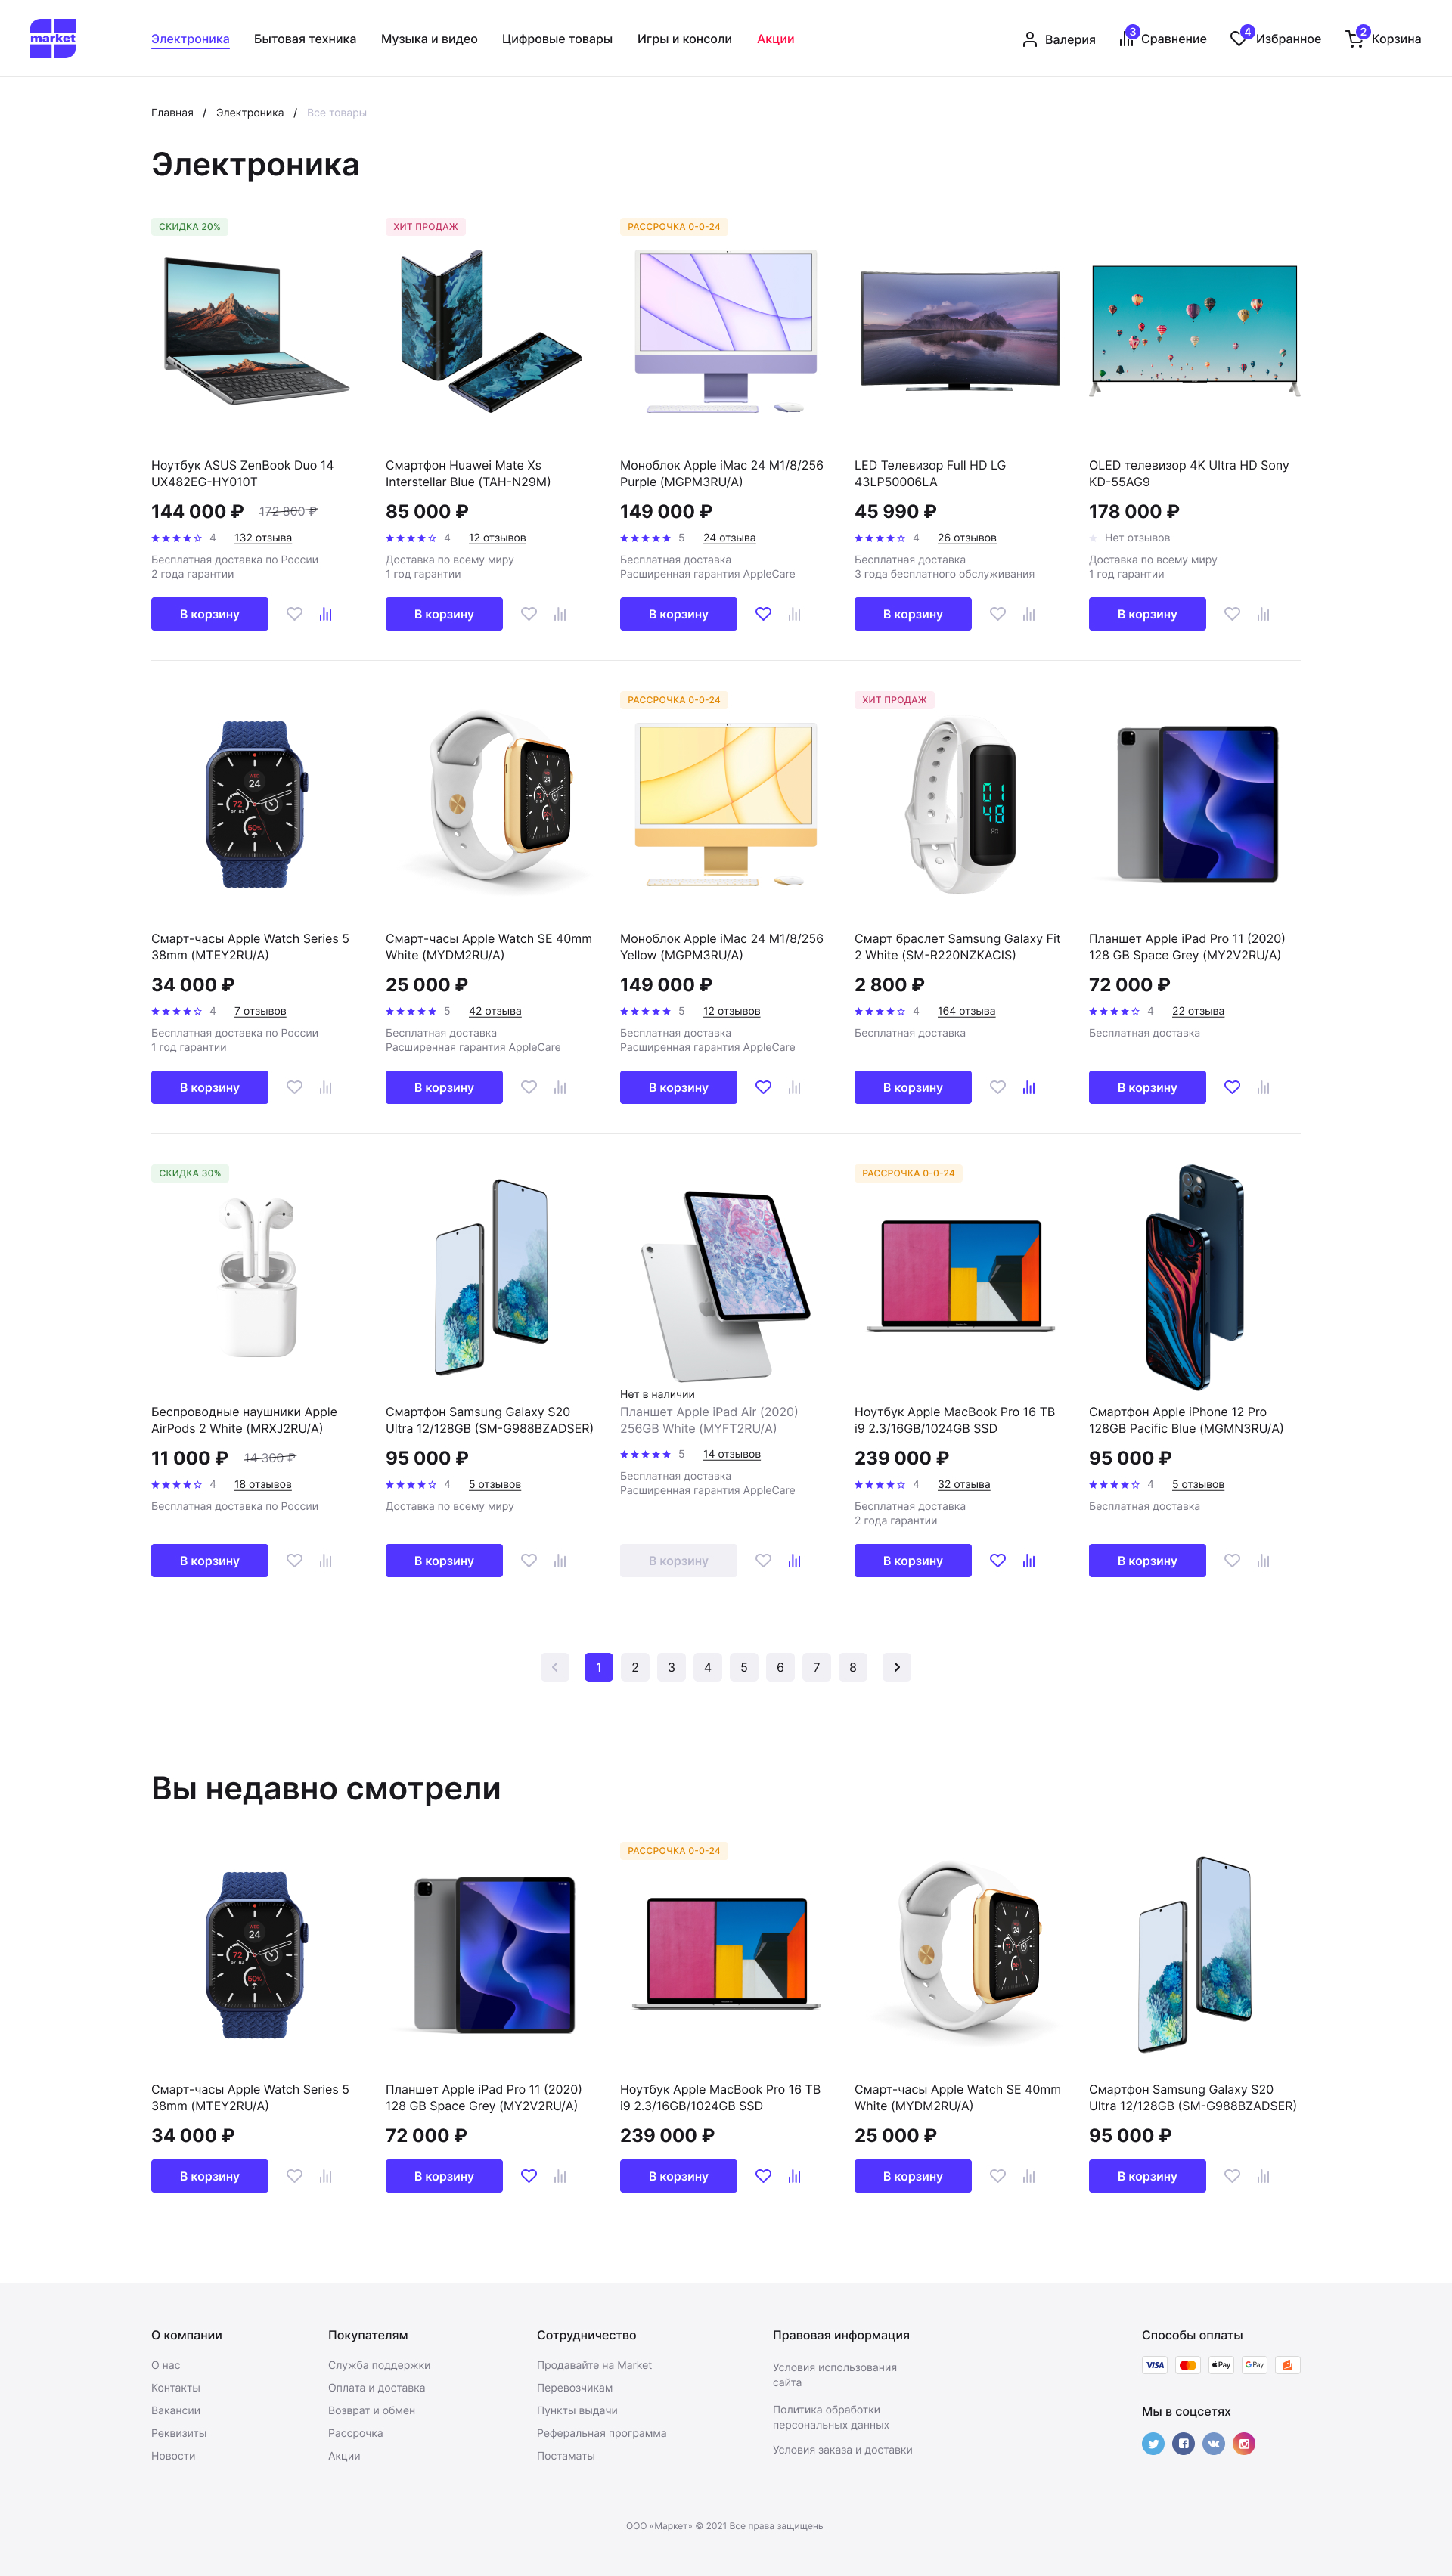 market
Электроника
Бытовая техника
Музыка и видео
Цифровые товары
Игры и консоли
Акции
Валерия
3
Сравнение
4
Избранное
2
Корзина
Главная / Электроника / Все товары
Электроника
СКИДКА 20%
Ноутбук ASUS ZenBook Duo 14
UX482EG-HY010T
144 000 ₽ 172 800 ₽
4 132 отзыва
Бесплатная доставка по России
2 года гарантии
В корзину
ХИТ ПРОДАЖ
Смартфон Huawei Mate Xs
Interstellar Blue (TAH-N29M)
85 000 ₽
4 12 отзывов
Доставка по всему миру
1 год гарантии
В корзину
РАССРОЧКА 0-0-24
Моноблок Apple iMac 24 M1/8/256
Purple (MGPM3RU/A)
149 000 ₽
5 24 отзыва
Бесплатная доставка
Расширенная гарантия AppleCare
В корзину
LED Телевизор Full HD LG
43LP50006LA
45 990 ₽
4 26 отзывов
Бесплатная доставка
3 года бесплатного обслуживания
В корзину
OLED телевизор 4K Ultra HD Sony
KD-55AG9
178 000 ₽
Нет отзывов
Доставка по всему миру
1 год гарантии
В корзину
24
72
50%
Смарт-часы Apple Watch Series 5
38mm (MTEY2RU/A)
34 000 ₽
4 7 отзывов
Бесплатная доставка по России
1 год гарантии
В корзину
Смарт-часы Apple Watch SE 40mm
White (MYDM2RU/A)
25 000 ₽
5 42 отзыва
Бесплатная доставка
Расширенная гарантия AppleCare
В корзину
РАССРОЧКА 0-0-24
Моноблок Apple iMac 24 M1/8/256
Yellow (MGPM3RU/A)
149 000 ₽
5 12 отзывов
Бесплатная доставка
Расширенная гарантия AppleCare
В корзину
ХИТ ПРОДАЖ
01
48
PM
Смарт браслет Samsung Galaxy Fit
2 White (SM-R220NZKACIS)
2 800 ₽
4 164 отзыва
Бесплатная доставка
В корзину
Планшет Apple iPad Pro 11 (2020)
128 GB Space Grey (MY2V2RU/A)
72 000 ₽
4 22 отзыва
Бесплатная доставка
В корзину
СКИДКА 30%
Беспроводные наушники Apple
AirPods 2 White (MRXJ2RU/A)
11 000 ₽ 14 300 ₽
4 18 отзывов
Бесплатная доставка по России
В корзину
Смартфон Samsung Galaxy S20
Ultra 12/128GB (SM-G988BZADSER)
95 000 ₽
4 5 отзывов
Доставка по всему миру
В корзину
Нет в наличии
Планшет Apple iPad Air (2020)
256GB White (MYFT2RU/A)
5 14 отзывов
Бесплатная доставка
Расширенная гарантия AppleCare
В корзину
РАССРОЧКА 0-0-24
Ноутбук Apple MacBook Pro 16 TB
i9 2.3/16GB/1024GB SSD
239 000 ₽
4 32 отзыва
Бесплатная доставка
2 года гарантии
В корзину
Смартфон Apple iPhone 12 Pro
128GB Pacific Blue (MGMN3RU/A)
95 000 ₽
4 5 отзывов
Бесплатная доставка
В корзину
1 2 3 4 5 6 7 8
Вы недавно смотрели
24
72
50%
Смарт-часы Apple Watch Series 5
38mm (MTEY2RU/A)
34 000 ₽
В корзину
Планшет Apple iPad Pro 11 (2020)
128 GB Space Grey (MY2V2RU/A)
72 000 ₽
В корзину
РАССРОЧКА 0-0-24
Ноутбук Apple MacBook Pro 16 TB
i9 2.3/16GB/1024GB SSD
239 000 ₽
В корзину
Смарт-часы Apple Watch SE 40mm
White (MYDM2RU/A)
25 000 ₽
В корзину
Смартфон Samsung Galaxy S20
Ultra 12/128GB (SM-G988BZADSER)
95 000 ₽
В корзину
О компании
О нас
Контакты
Вакансии
Реквизиты
Новости
Покупателям
Служба поддержки
Оплата и доставка
Возврат и обмен
Рассрочка
Акции
Сотрудничество
Продавайте на Market
Перевозчикам
Пункты выдачи
Реферальная программа
Постаматы
Правовая информация
Условия использования
сайта
Политика обработки
персональных данных
Условия заказа и доставки
Способы оплаты
VISA
Pay
G Pay
Мы в соцсетях
ООО «Маркет» © 2021 Все права защищены